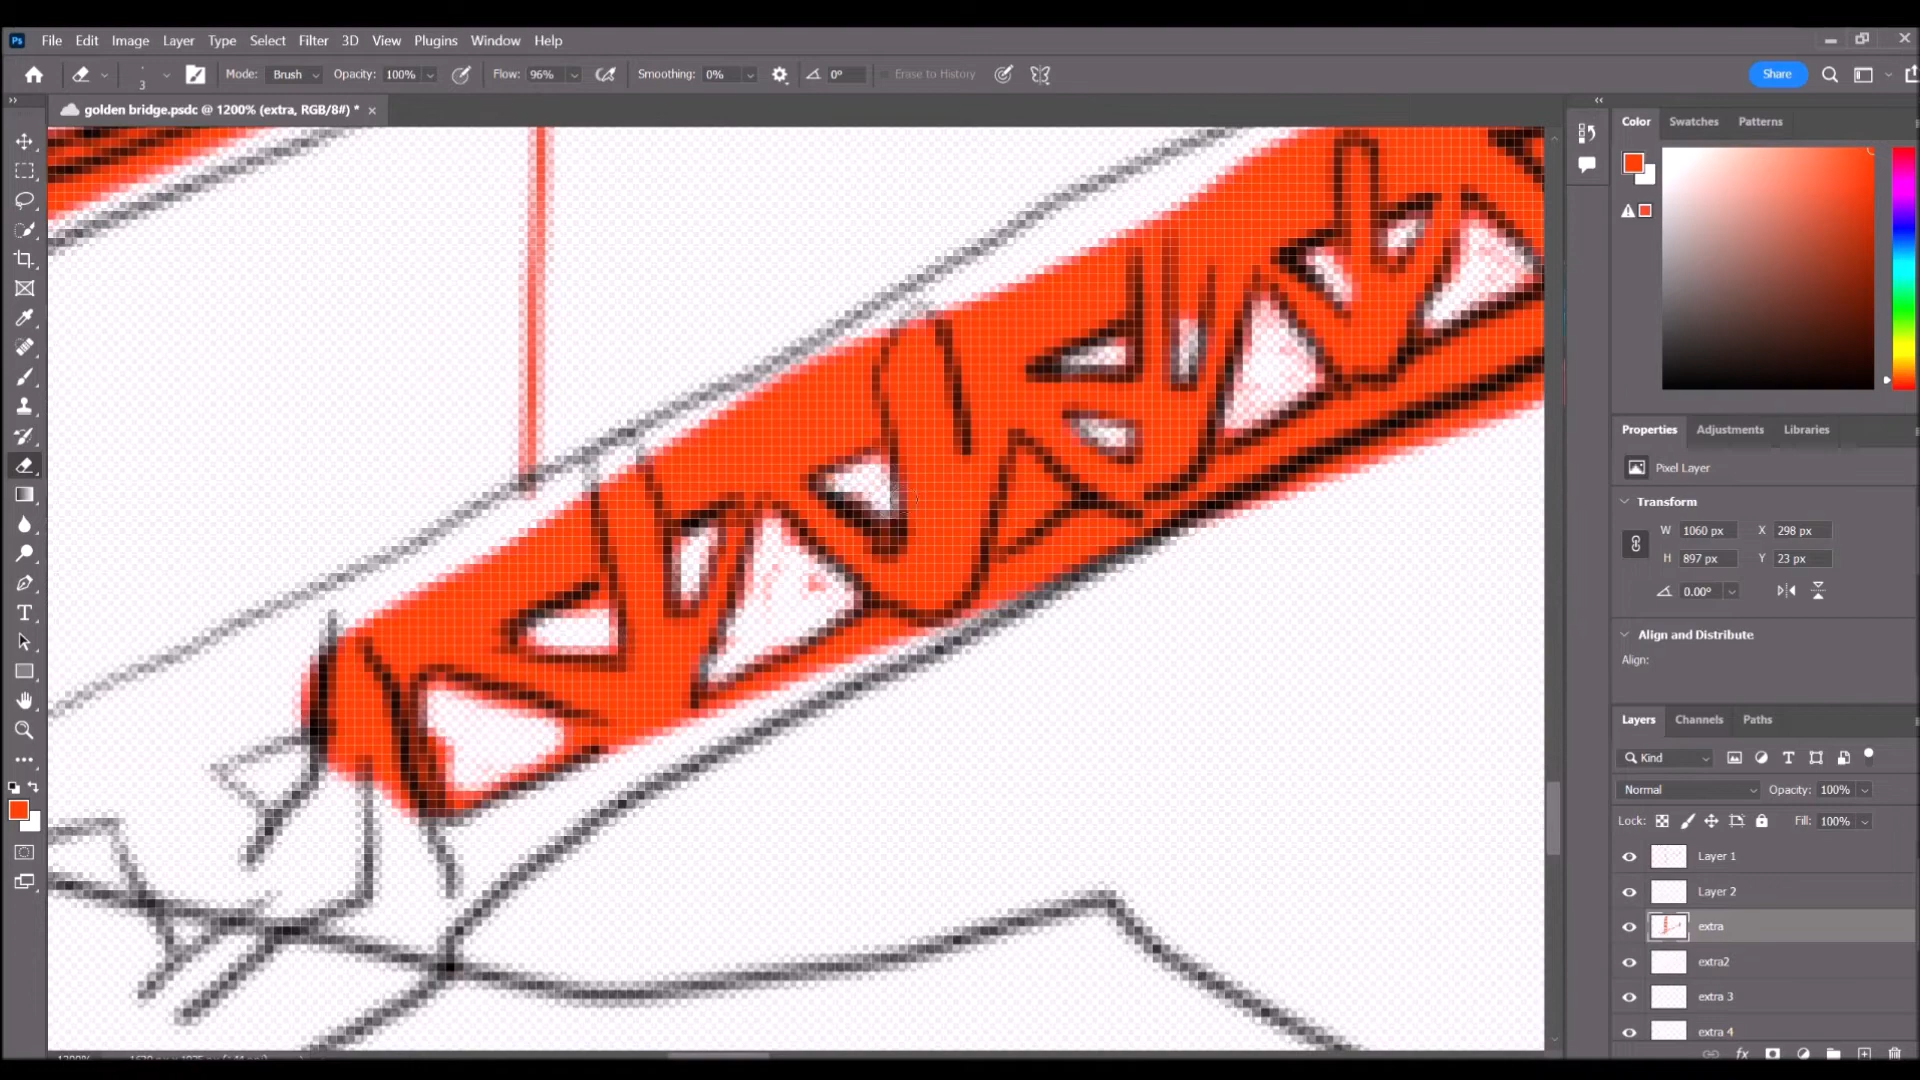 Ps File Edit Image Layer Type Select Filter 3D View Plugins Window Help
3 Mode: Brush Opacity: 100% Flow: 96% Smoothing: 0% 0° Erase to History Share
golden bridge.psdc @ 1200% (extra, RGB/8#) *
Color Swatches Patterns
Properties Adjustments Libraries
Pixel Layer
Transform
W 1060 px X 298 px
H 897 px Y 23 px
0.00°
Align and Distribute
Align:
Layers Channels Paths
Kind
Normal Opacity: 100%
Lock: Fill: 100%
Layer 1
Layer 2
extra
extra2
extra 3
extra 4
fx